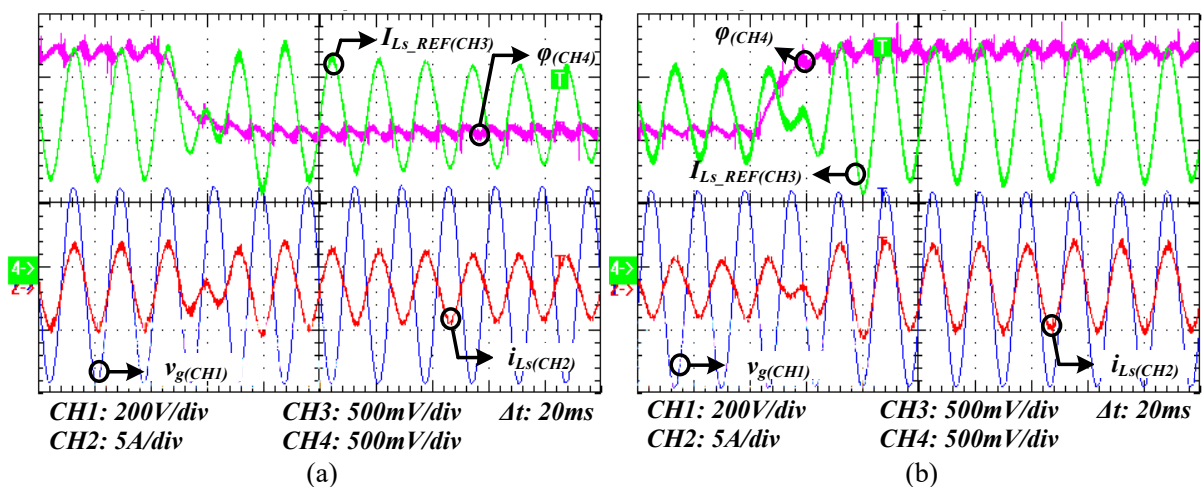 I_Ls_REF(CH3)
φ(CH4)
T
4->
v_g(CH1)
i_Ls(CH2)
CH1: 200V/div CH3: 500mV/div Δt: 20ms
CH2: 5A/div CH4: 500mV/div
(a)
φ(CH4)
T
I_Ls_REF(CH3)
T
T
4->
v_g(CH1)
i_Ls(CH2)
CH1: 200V/div CH3: 500mV/div Δt: 20ms
CH2: 5A/div CH4: 500mV/div
(b)